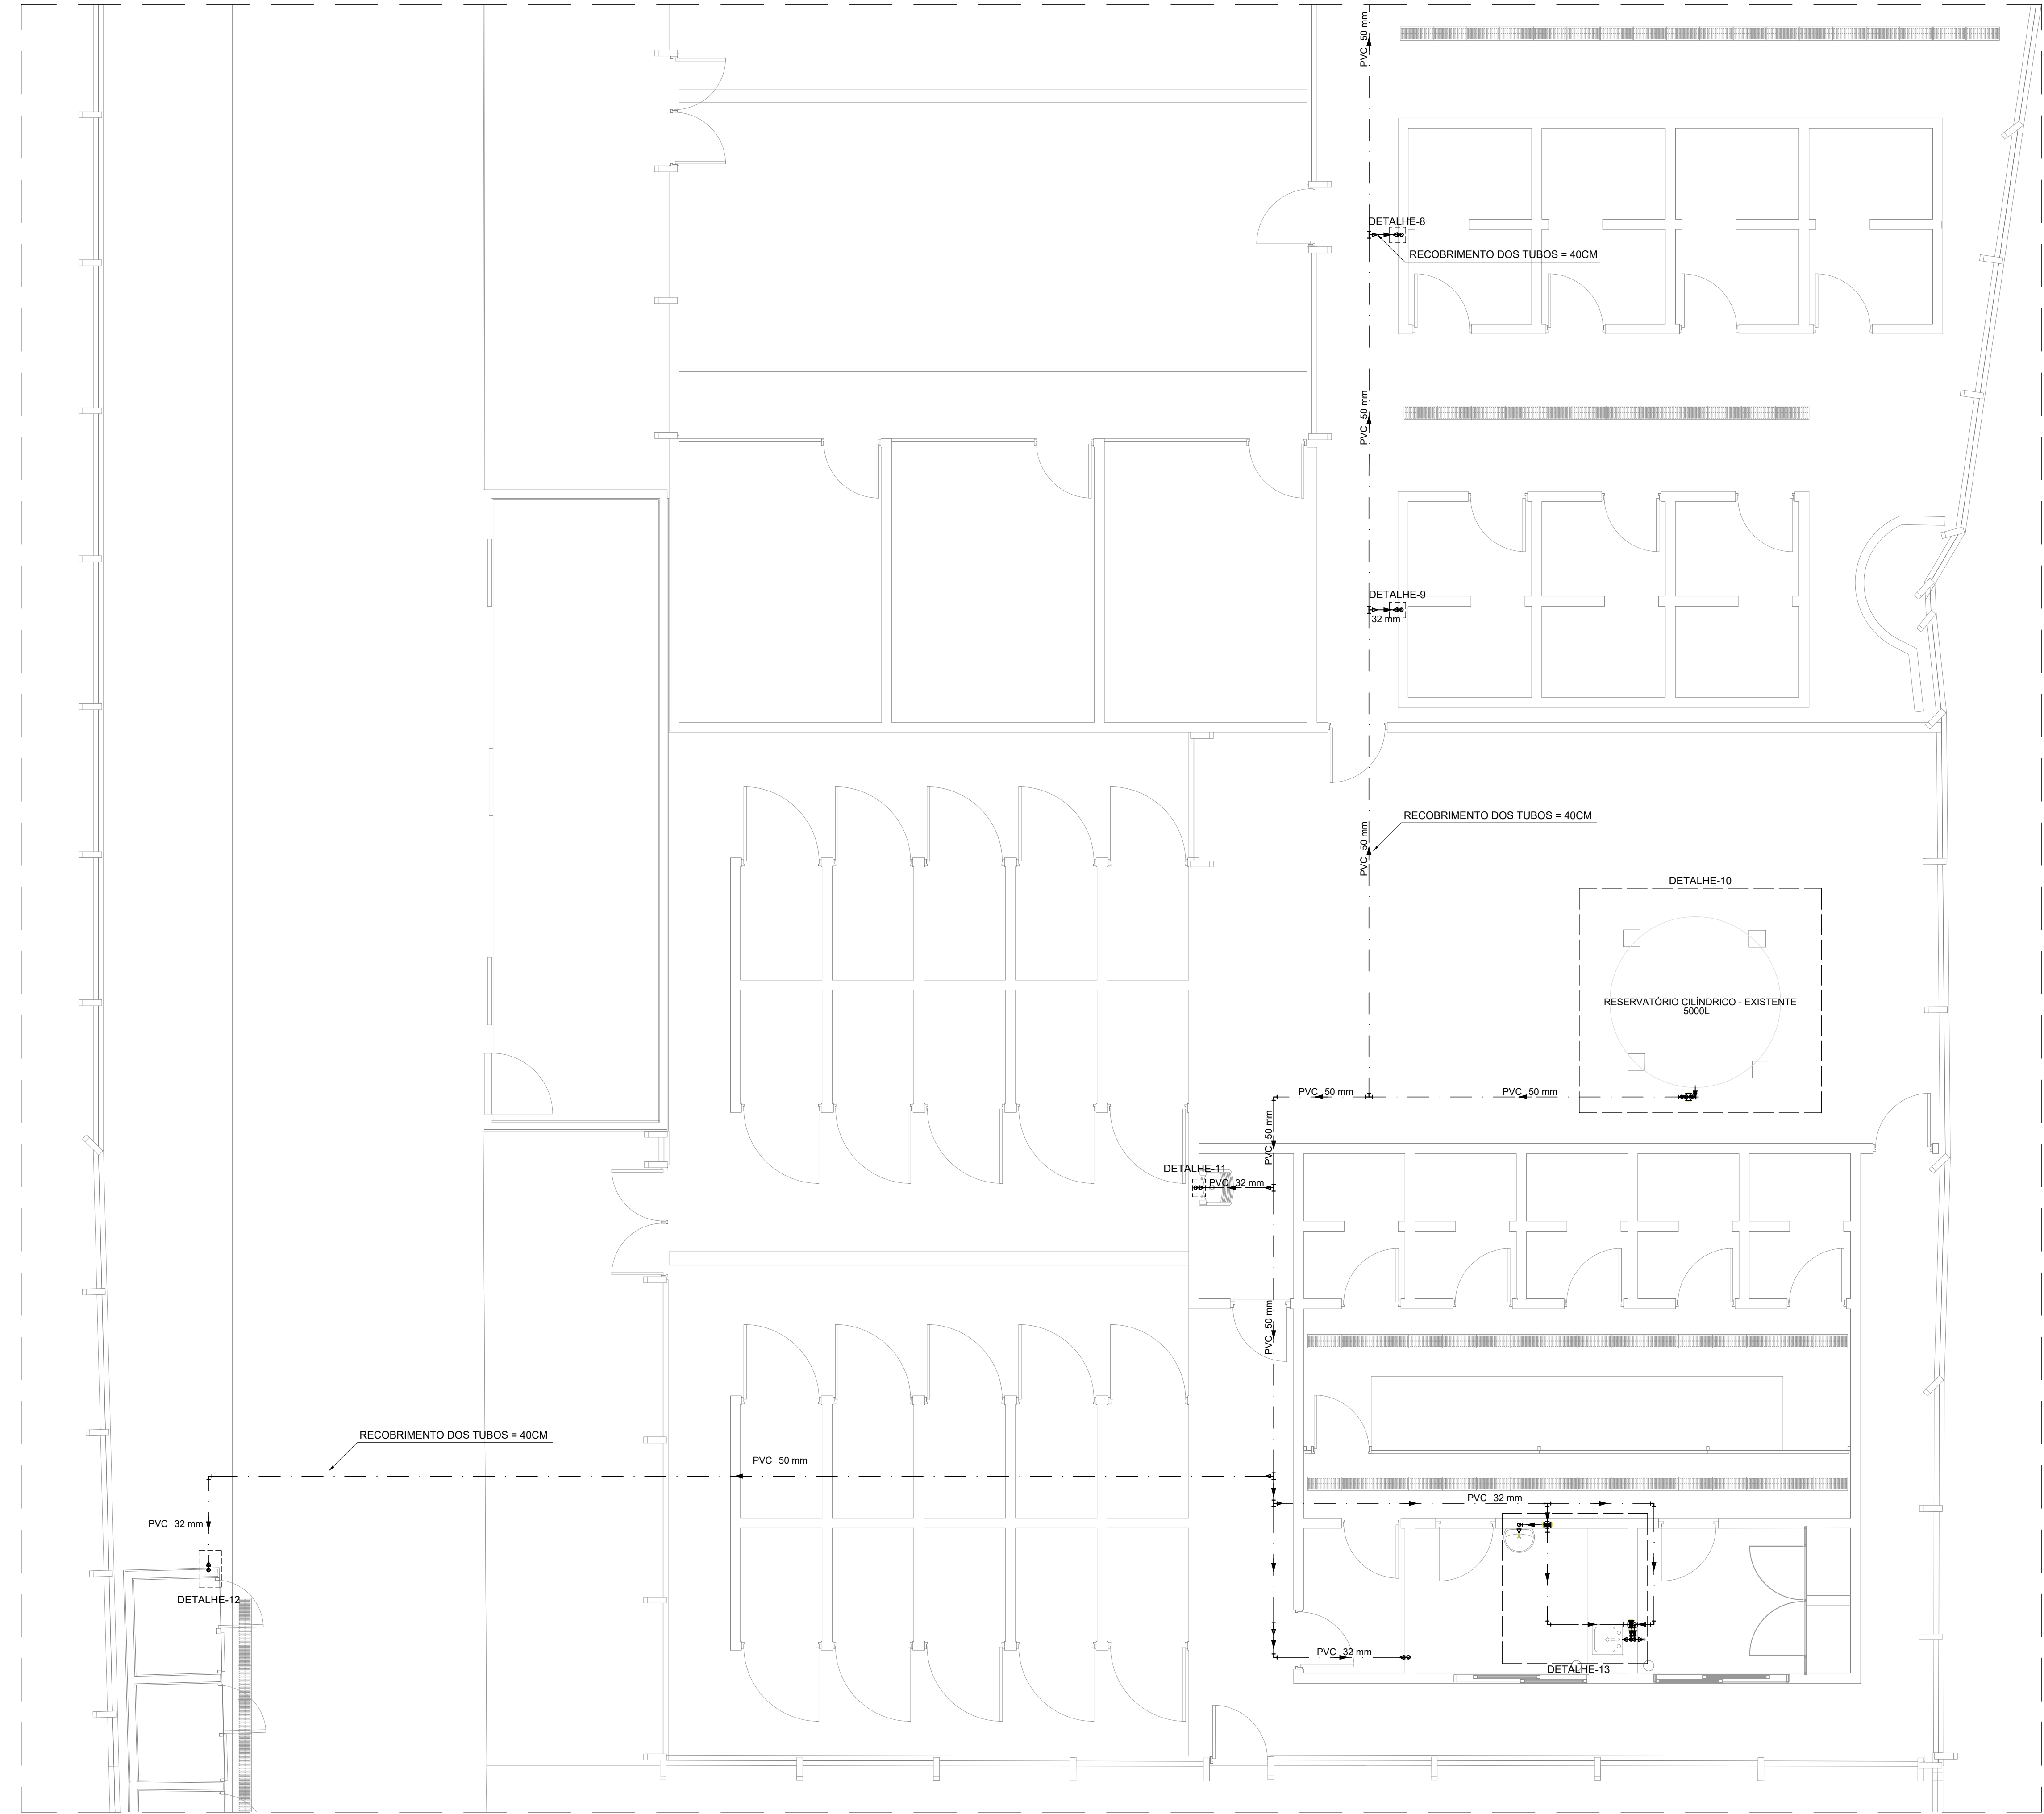 PVC 50 mm
DETALHE-8
RECOBRIMENTO DOS TUBOS = 40CM
PVC 50 mm
DETALHE-9
32 mm
RECOBRIMENTO DOS TUBOS = 40CM
PVC 50 mm
DETALHE-10
RESERVATÓRIO CILÍNDRICO - EXISTENTE
5000L
PVC 50 mm
PVC 50 mm
PVC 50 mm
DETALHE-11
PVC 32 mm
PVC 50 mm
RECOBRIMENTO DOS TUBOS = 40CM
PVC 50 mm
PVC 32 mm
PVC 32 mm
DETALHE-12
PVC 32 mm
DETALHE-13